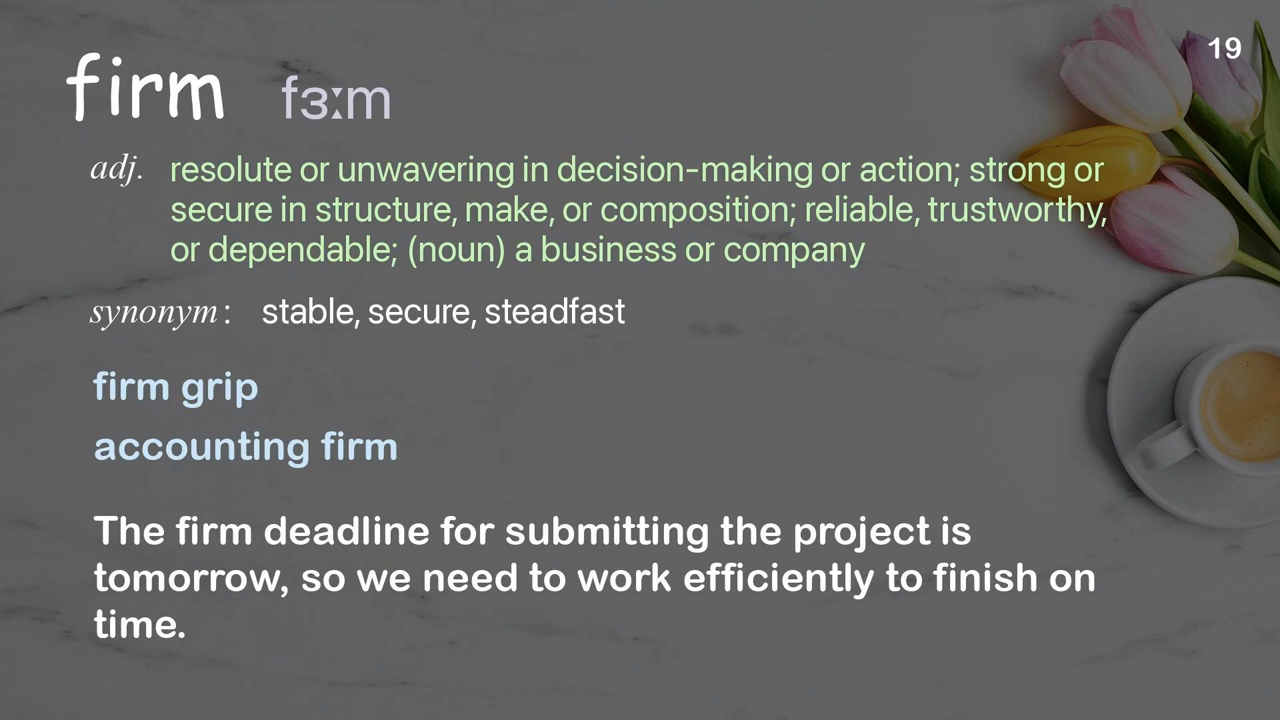 19
firm fɜːm
adj. resolute or unwavering in decision-making or action; strong or
secure in structure, make, or composition; reliable, trustworthy,
or dependable; (noun) a business or company
synonym: stable, secure, steadfast
firm grip
accounting firm
The firm deadline for submitting the project is
tomorrow, so we need to work efficiently to finish on
time.